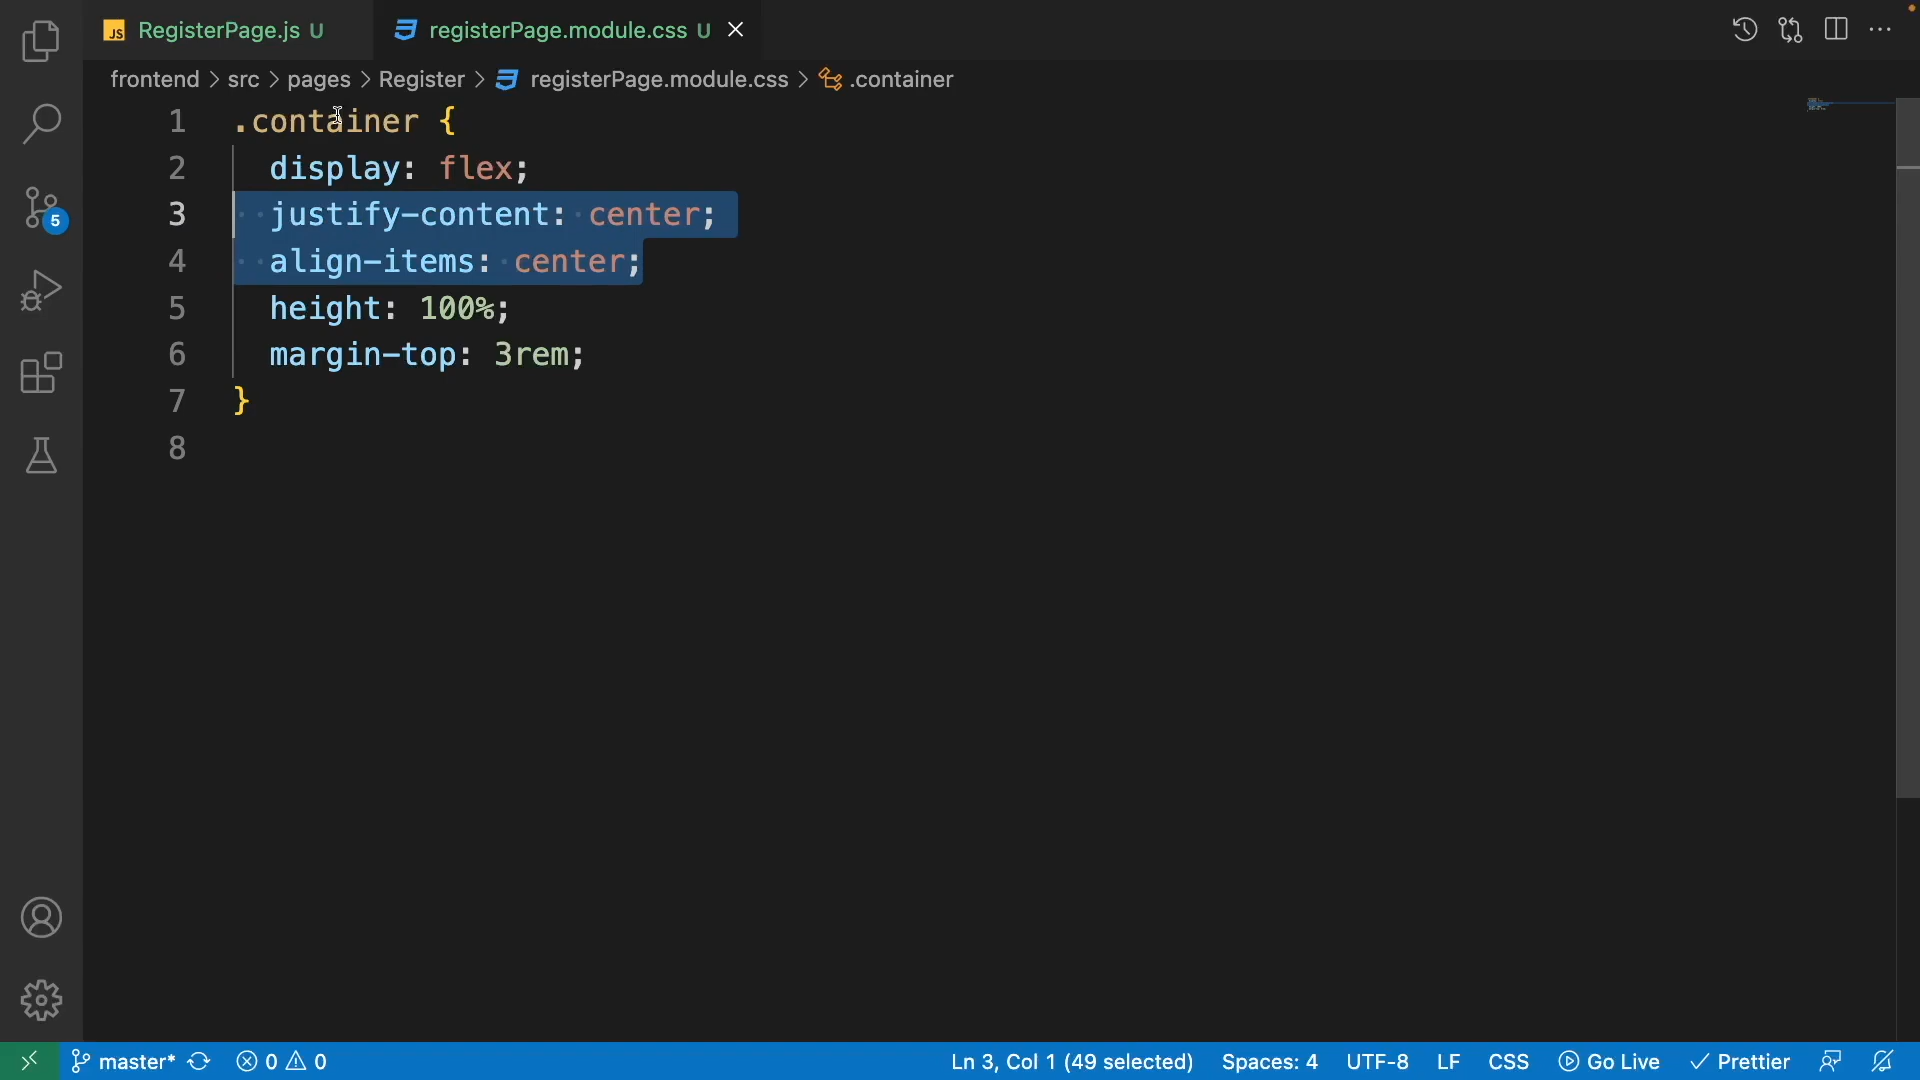 JS RegisterPage.js U registerPage.module.css U
frontend > src > pages > Register > registerPage.module.css > .container
1 .container {
2 display: flex;
3 justify-content: center;
4 align-items: center;
5 height: 100%;
6 margin-top: 3rem;
7 }
8
5
master* 0 0 Ln 3, Col 1 (49 selected) Spaces: 4 UTF-8 LF CSS Go Live Prettier